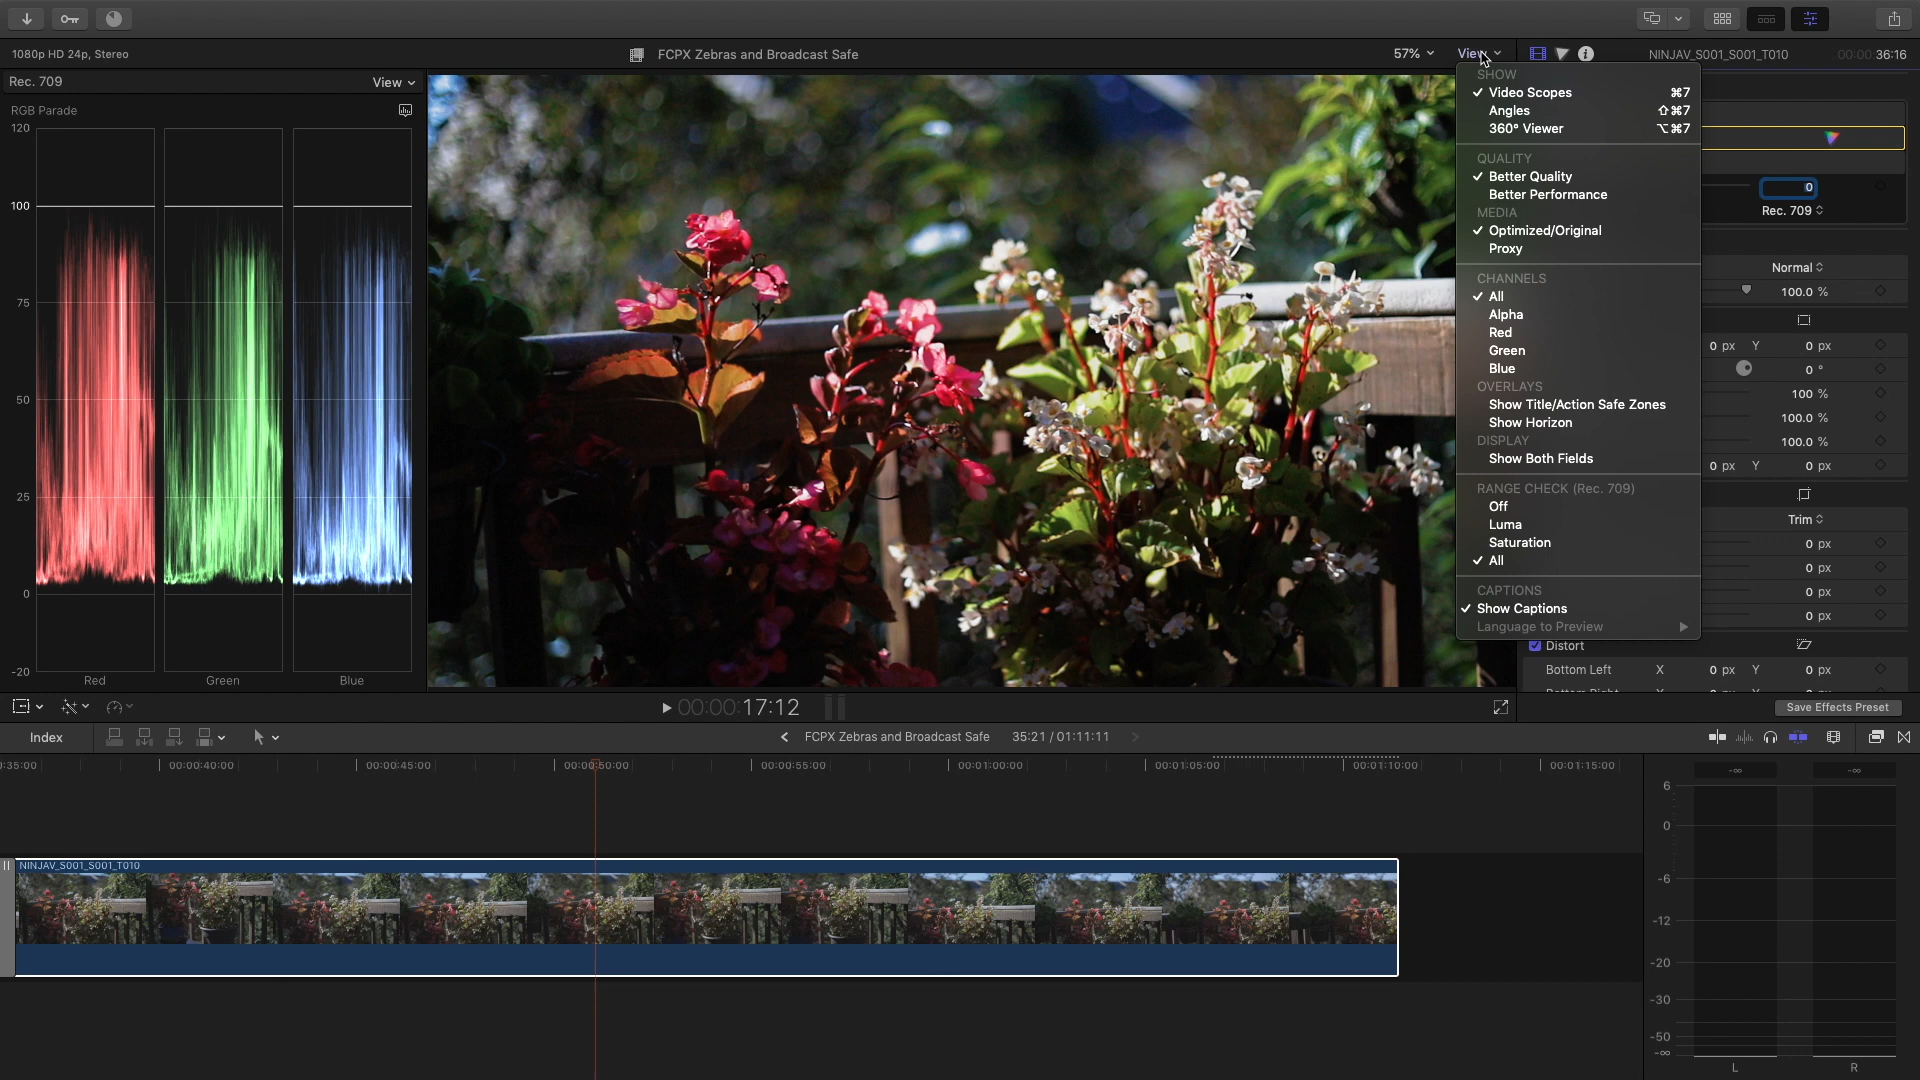 1080p HD 24p, Stereo
FCPX Zebras and Broadcast Safe
57%
View
NINJAV_S001_S001_T010
00:00:36:16
Rec. 709
View
RGB Parade
120
100
75
50
25
0
-20
Red
Green
Blue
SHOW
✓ Video Scopes ⌘7
Angles ⇧⌘7
360° Viewer ⌥⌘7
QUALITY
✓ Better Quality
Better Performance
MEDIA
✓ Optimized/Original
Proxy
CHANNELS
✓ All
Alpha
Red
Green
Blue
OVERLAYS
Show Title/Action Safe Zones
Show Horizon
DISPLAY
Show Both Fields
RANGE CHECK (Rec. 709)
Off
Luma
Saturation
✓ All
CAPTIONS
✓ Show Captions
Language to Preview
0
Rec. 709
Normal
100.0 %
0 px Y 0 px
0 °
100 %
100.0 %
100.0 %
0 px Y 0 px
Trim
0 px
0 px
0 px
0 px
Distort
Bottom Left X 0 px Y 0 px
00:00:17:12
Save Effects Preset
Index
FCPX Zebras and Broadcast Safe
35:21 / 01:11:11
:35:00
00:00:40:00
00:00:45:00
00:00:50:00
00:00:55:00
00:01:00:00
00:01:05:00
00:01:10:00
00:01:15:00
NINJAV_S001_S001_T010
-∞ -∞
6
0
-6
-12
-20
-30
-50
-∞
L R